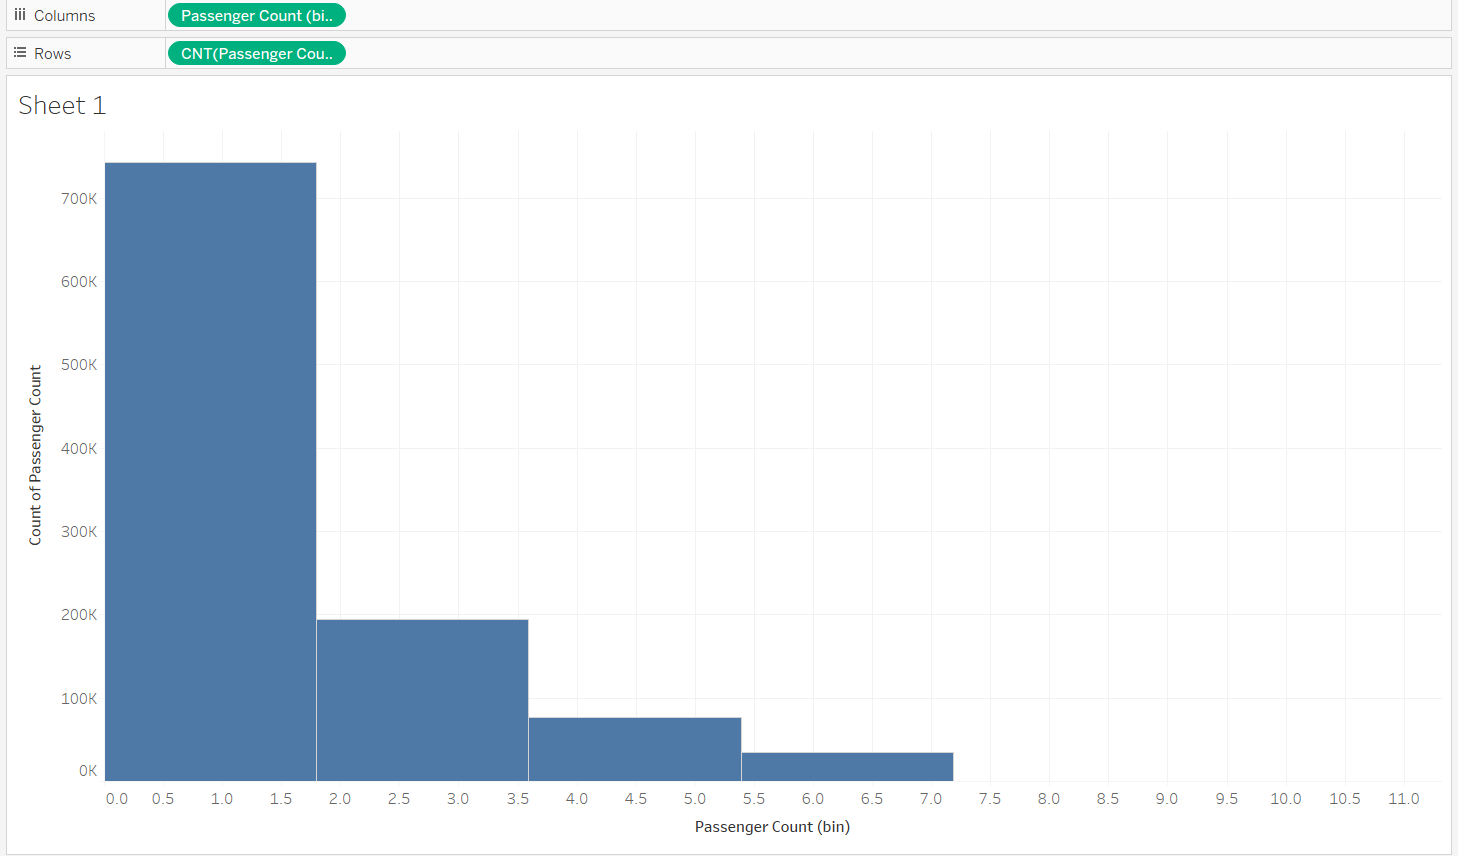 Columns
Passenger Count (bi..
Rows
CNT(Passenger Cou..
Sheet 1
700K
600K
500K
400K
300K
200K
100K
0K
Count of Passenger Count
0.0 0.5 1.0 1.5 2.0 2.5 3.0 3.5 4.0 4.5 5.0 5.5 6.0 6.5 7.0 7.5 8.0 8.5 9.0 9.5 10.0 10.5 11.0
Passenger Count (bin)